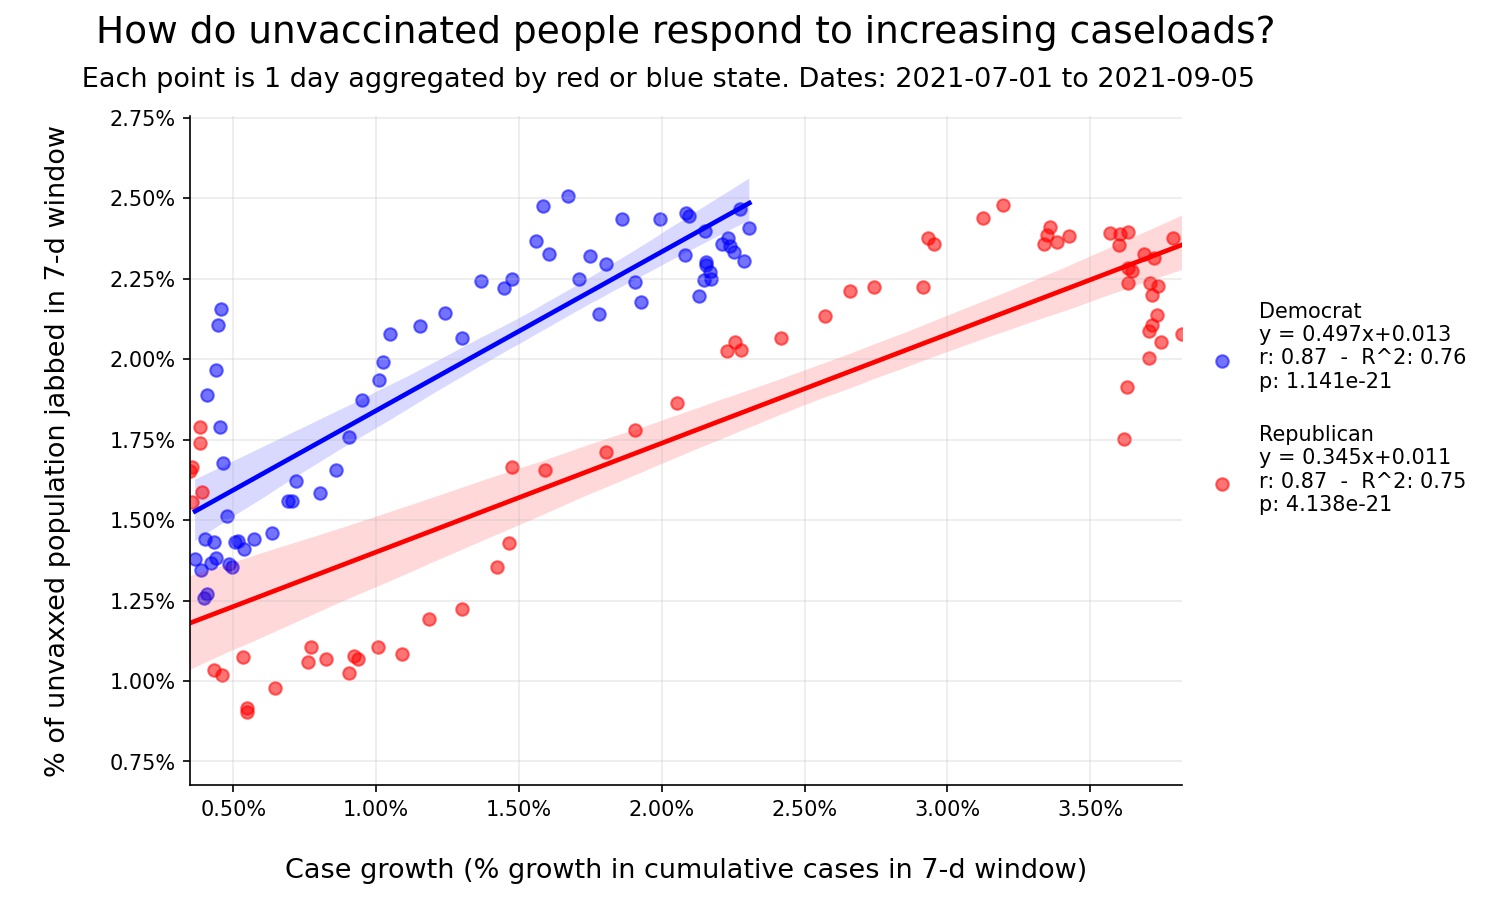 How do unvaccinated people respond to increasing caseloads?
Each point is 1 day aggregated by red or blue state. Dates: 2021-07-01 to 2021-09-05
% of unvaxxed population jabbed in 7-d window
2.75%
2.50%
2.25%
2.00%
1.75%
1.50%
1.25%
1.00%
0.75%
0.50%
1.00%
1.50%
2.00%
2.50%
3.00%
3.50%
Case growth (% growth in cumulative cases in 7-d window)
Democrat
y = 0.497x+0.013
r: 0.87  -  R^2: 0.76
p: 1.141e-21
Republican
y = 0.345x+0.011
r: 0.87  -  R^2: 0.75
p: 4.138e-21